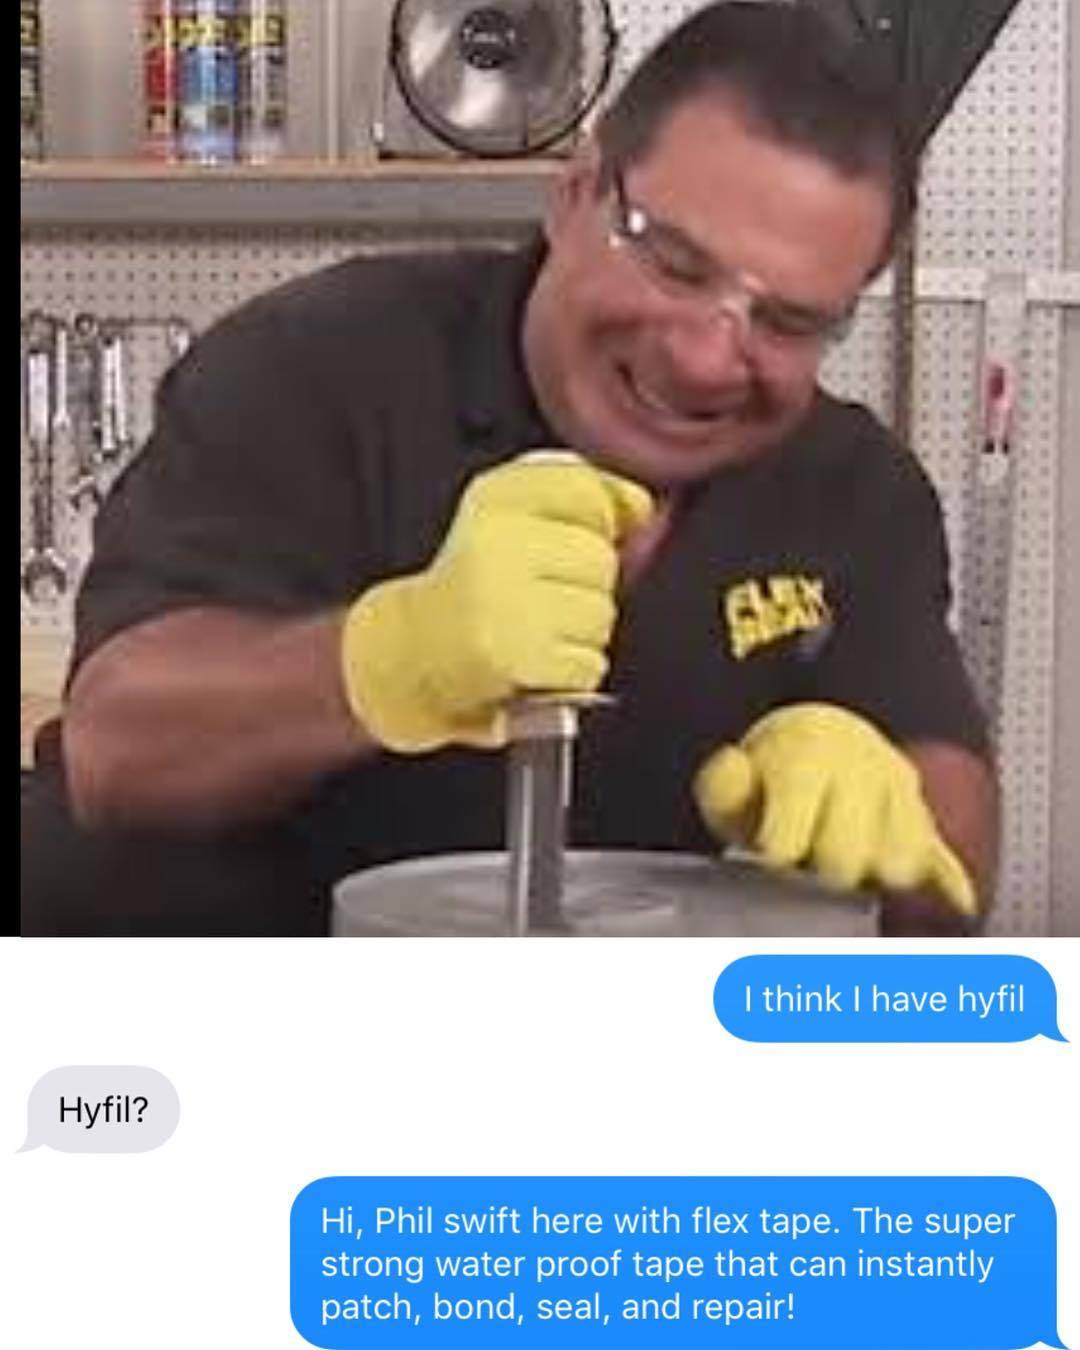 FLEX
I think I have hyfil
Hyfil?
Hi, Phil swift here with flex tape. The super
strong water proof tape that can instantly
patch, bond, seal, and repair!